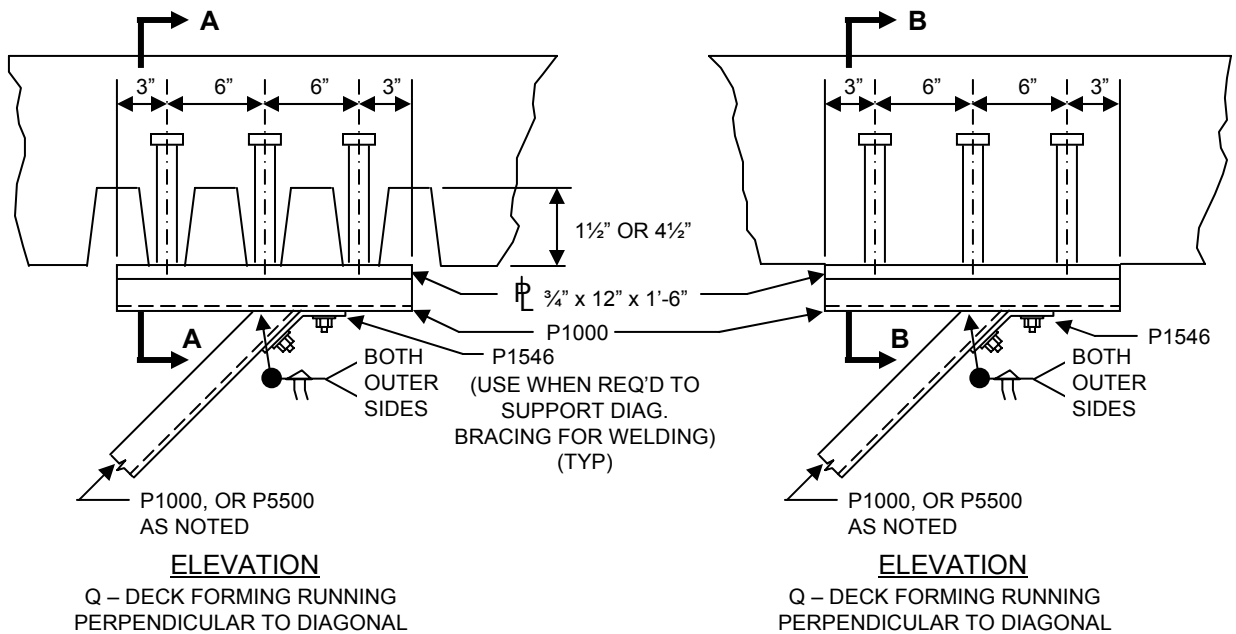 A
B
3” 6” 6” 3”
3” 6” 6” 3”
1½” OR 4½”
℄ ¾” x 12” x 1’-6”
P1000
A
P1546
(USE WHEN REQ’D TO
SUPPORT DIAG.
BRACING FOR WELDING)
(TYP)
BOTH
OUTER
SIDES
P1000, OR P5500
AS NOTED
ELEVATION
Q – DECK FORMING RUNNING
PERPENDICULAR TO DIAGONAL
B
P1546
BOTH
OUTER
SIDES
P1000, OR P5500
AS NOTED
ELEVATION
Q – DECK FORMING RUNNING
PERPENDICULAR TO DIAGONAL